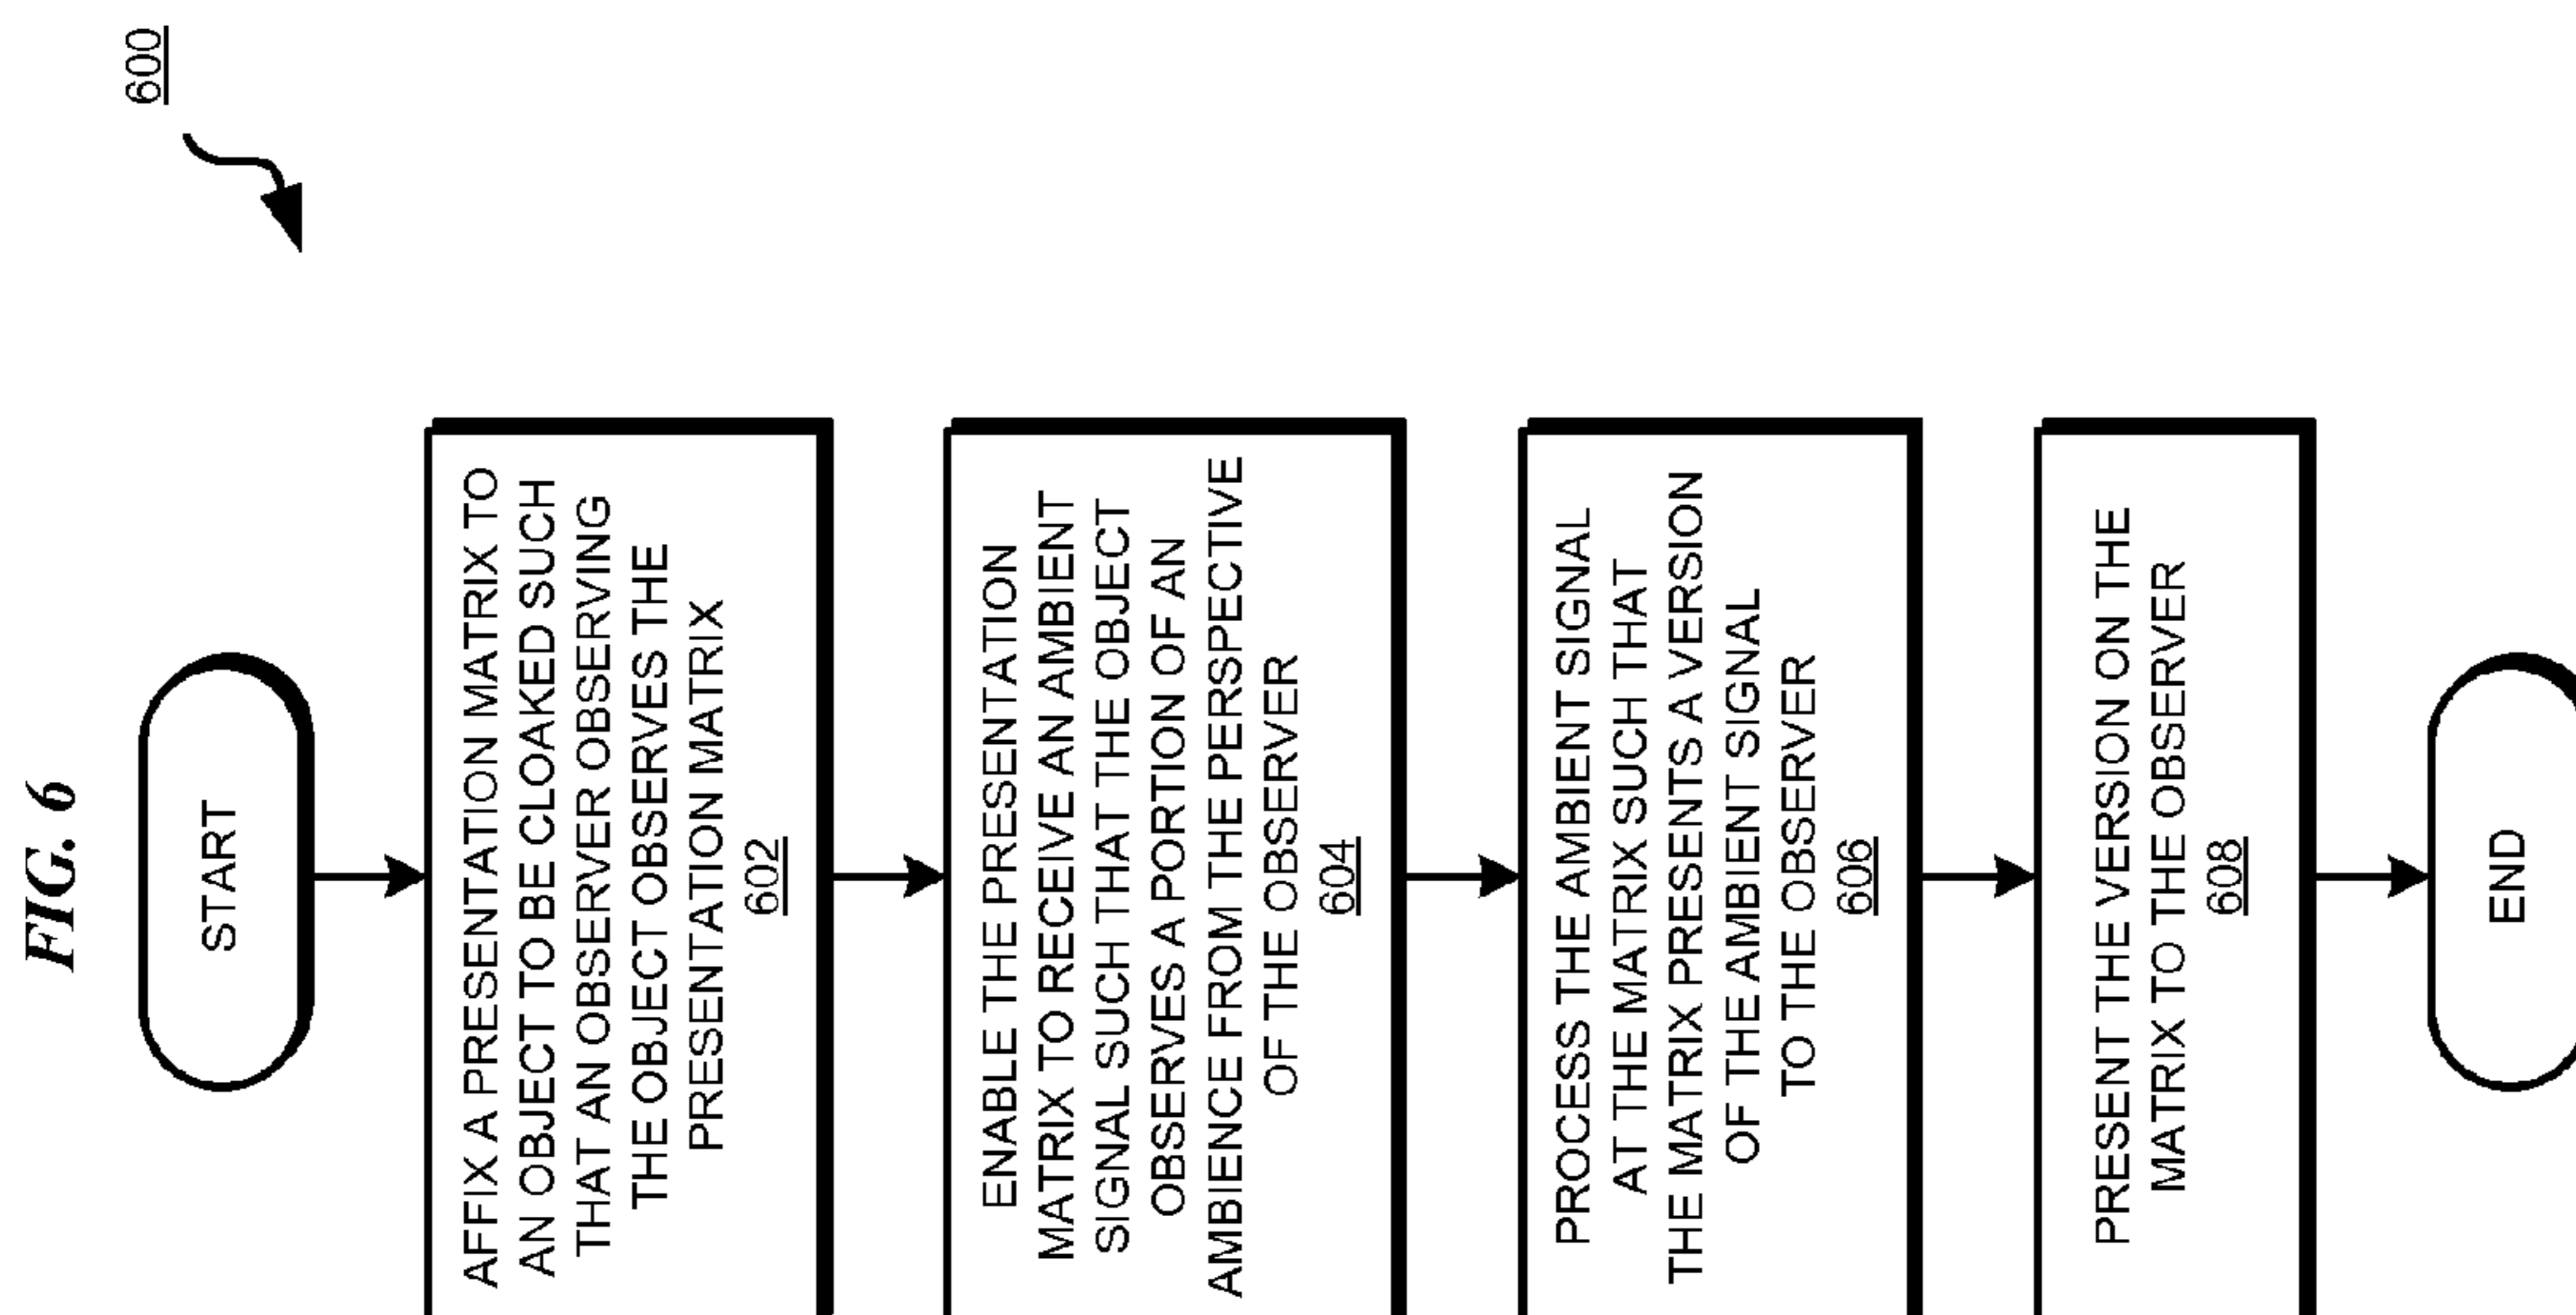 FIG. 6
600
START
AFFIX A PRESENTATION MATRIX TO
AN OBJECT TO BE CLOAKED SUCH
THAT AN OBSERVER OBSERVING
THE OBJECT OBSERVES THE
PRESENTATION MATRIX
602
ENABLE THE PRESENTATION
MATRIX TO RECEIVE AN AMBIENT
SIGNAL SUCH THAT THE OBJECT
OBSERVES A PORTION OF AN
AMBIENCE FROM THE PERSPECTIVE
OF THE OBSERVER
604
PROCESS THE AMBIENT SIGNAL
AT THE MATRIX SUCH THAT
THE MATRIX PRESENTS A VERSION
OF THE AMBIENT SIGNAL
TO THE OBSERVER
606
PRESENT THE VERSION ON THE
MATRIX TO THE OBSERVER
608
END